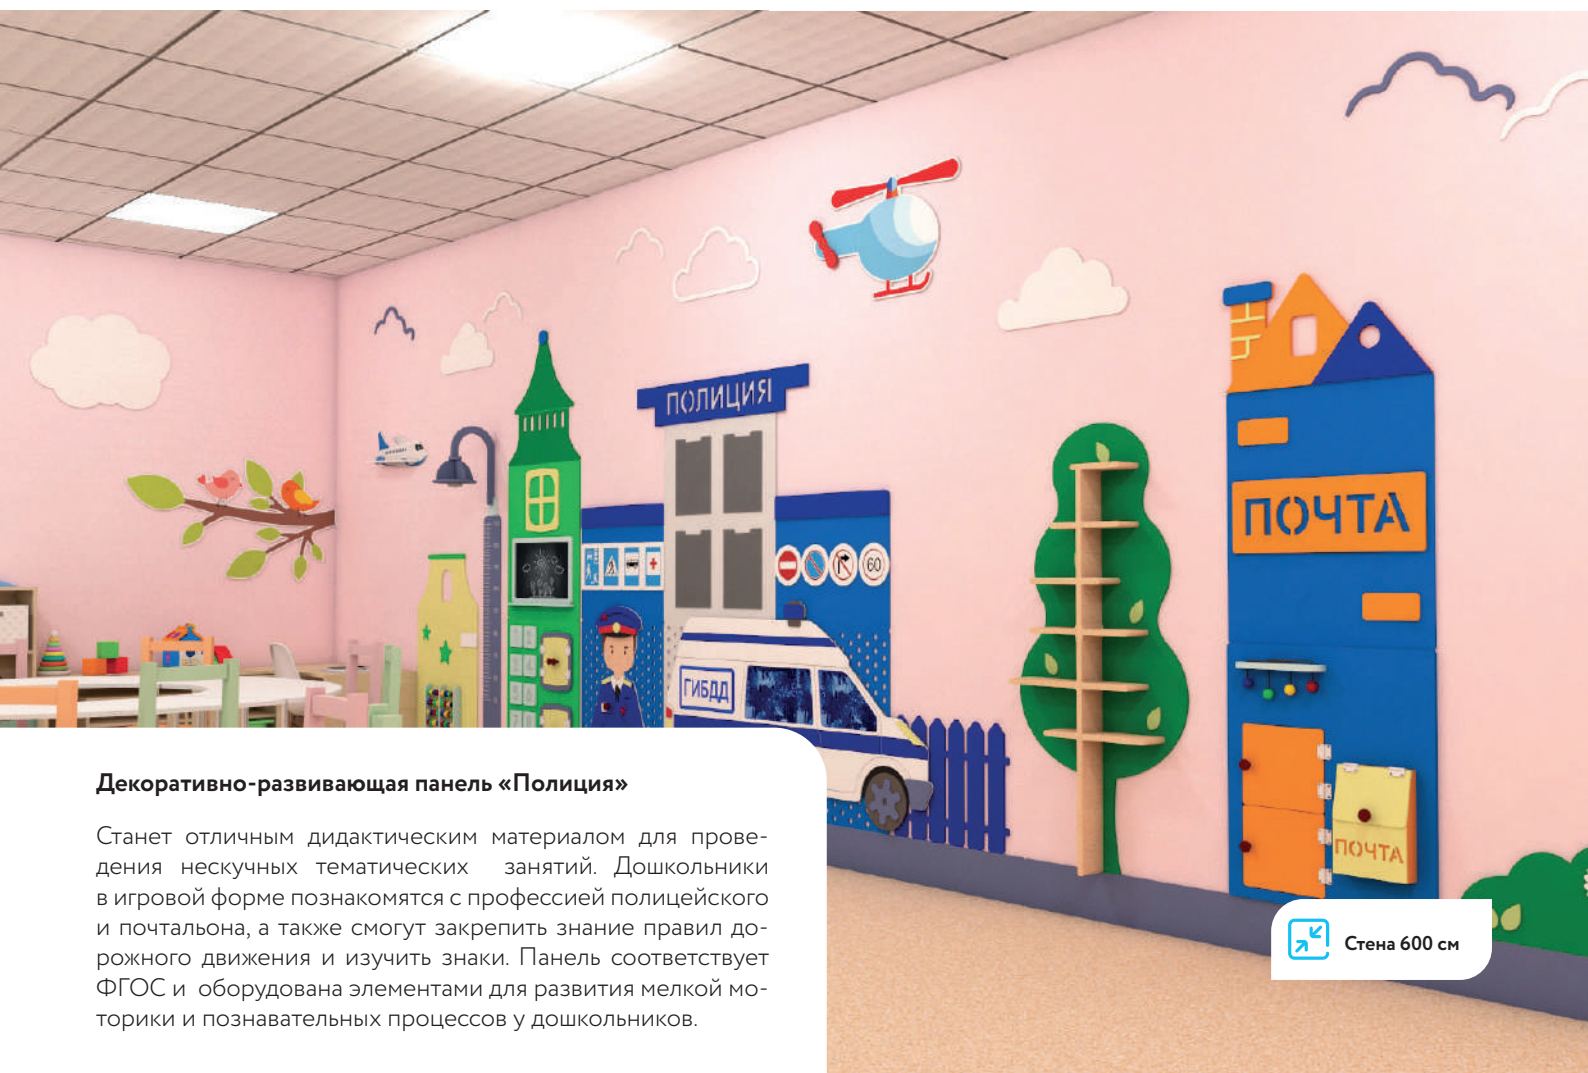 ПОЛИЦИЯ
60
ПОЧТА
ГИБДД
ПОЧТА
Декоративно-развивающая панель «Полиция»
Станет отличным дидактическим материалом для прове-
дения нескучных тематических занятий. Дошкольники
в игровой форме познакомятся с профессией полицейского
и почтальона, а также смогут закрепить знание правил до-
рожного движения и изучить знаки. Панель соответствует
ФГОС и оборудована элементами для развития мелкой мо-
торики и познавательных процессов у дошкольников.
Стена 600 см